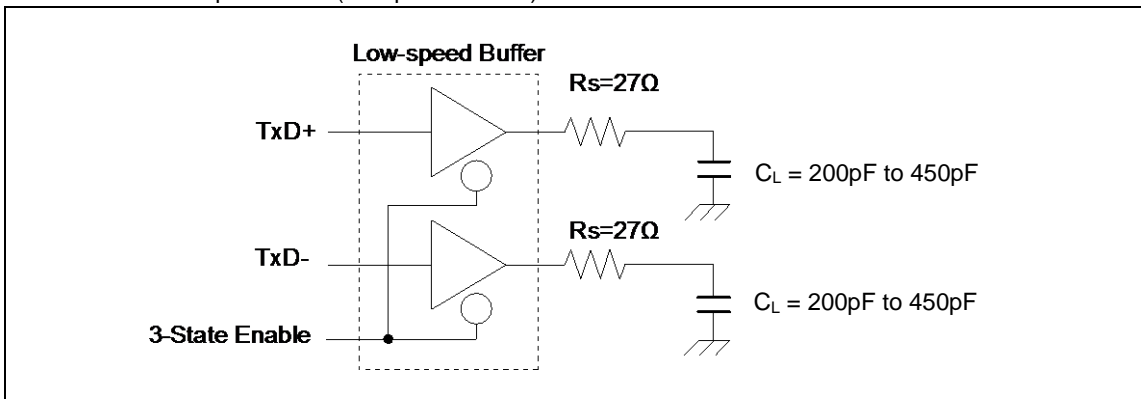 Low-speed Buffer
Rs=27Ω
TxD+
CL = 200pF to 450pF
Rs=27Ω
TxD-
CL = 200pF to 450pF
3-State Enable